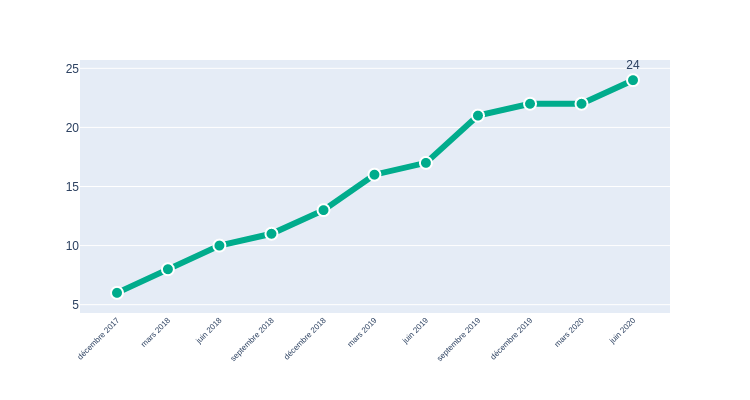 24
25
20
15
10
5
décembre 2017
mars 2018
juin 2018
septembre 2018
décembre 2018
mars 2019
juin 2019
septembre 2019
décembre 2019
mars 2020
juin 2020